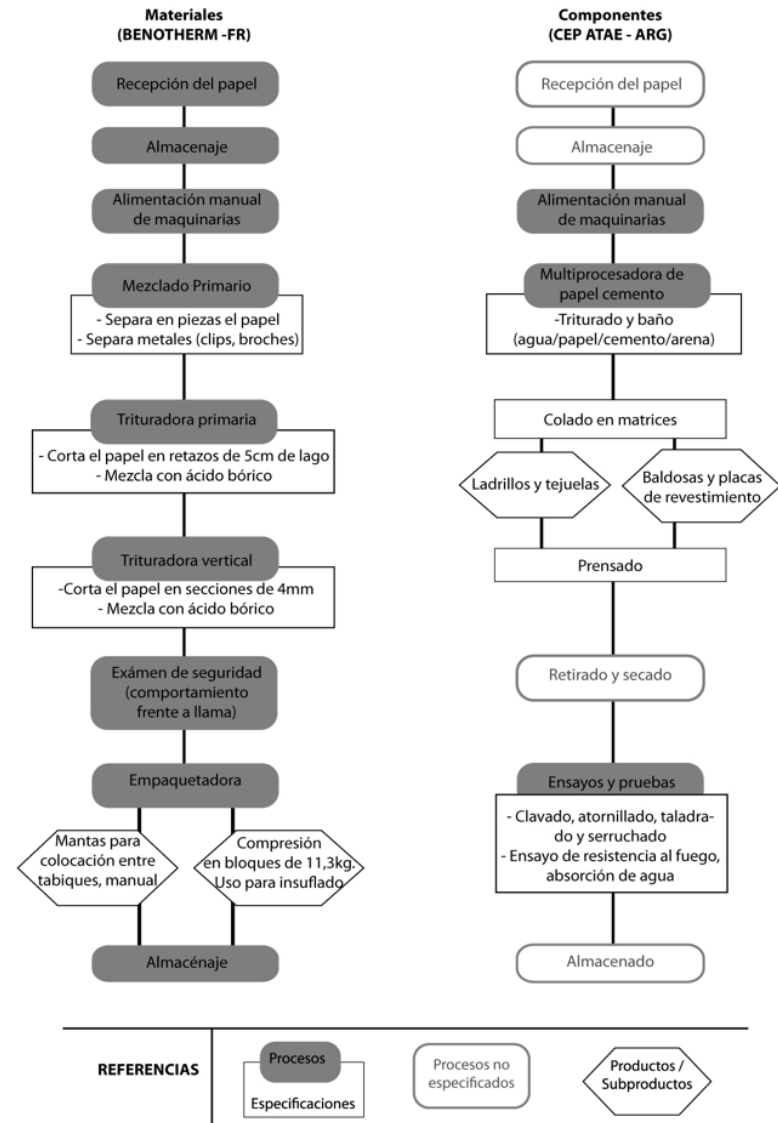 Materiales
(BENOTHERM -FR)
Recepción del papel
Almacenaje
Alimentación manual
de maquinarias
Mezclado Primario
- Separa en piezas el papel
- Separa metales (clips, broches)
Trituradora primaria
- Corta el papel en retazos de 5cm de lago
- Mezcla con ácido bórico
Trituradora vertical
-Corta el papel en secciones de 4mm
- Mezcla con ácido bórico
Exámen de seguridad
(comportamiento
frente a llama)
Empaquetadora
Mantas para
colocación entre
tabiques, manual
Compresión
en bloques de 11,3kg.
Uso para insuflado
Almacénaje
Componentes
(CEP ATAE - ARG)
Recepción del papel
Almacenaje
Alimentación manual
de maquinarias
Multiprocesadora de
papel cemento
-Triturado y baño
(agua/papel/cemento/arena)
Colado en matrices
Ladrillos y tejuelas
Baldosas y placas
de revestimiento
Prensado
Retirado y secado
Ensayos y pruebas
- Clavado, atornillado, taladra-
do y serruchado
- Ensayo de resistencia al fuego,
absorción de agua
Almacenado
REFERENCIAS
Procesos
Especificaciones
Procesos no
especificados
Productos /
Subproductos